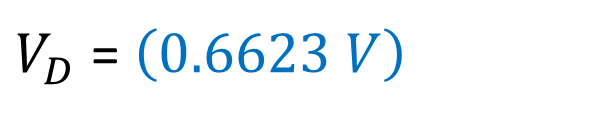 V_D = (0.6623 V)